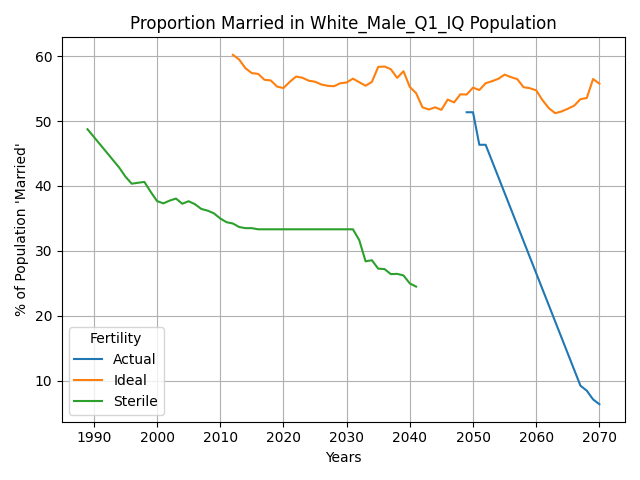 Proportion Married in White_Male_Q1_IQ Population
% of Population 'Married'
60
50
40
30
20
10
Fertility
Actual
Ideal
Sterile
1990 2000 2010 2020 2030 2040 2050 2060 2070
Years